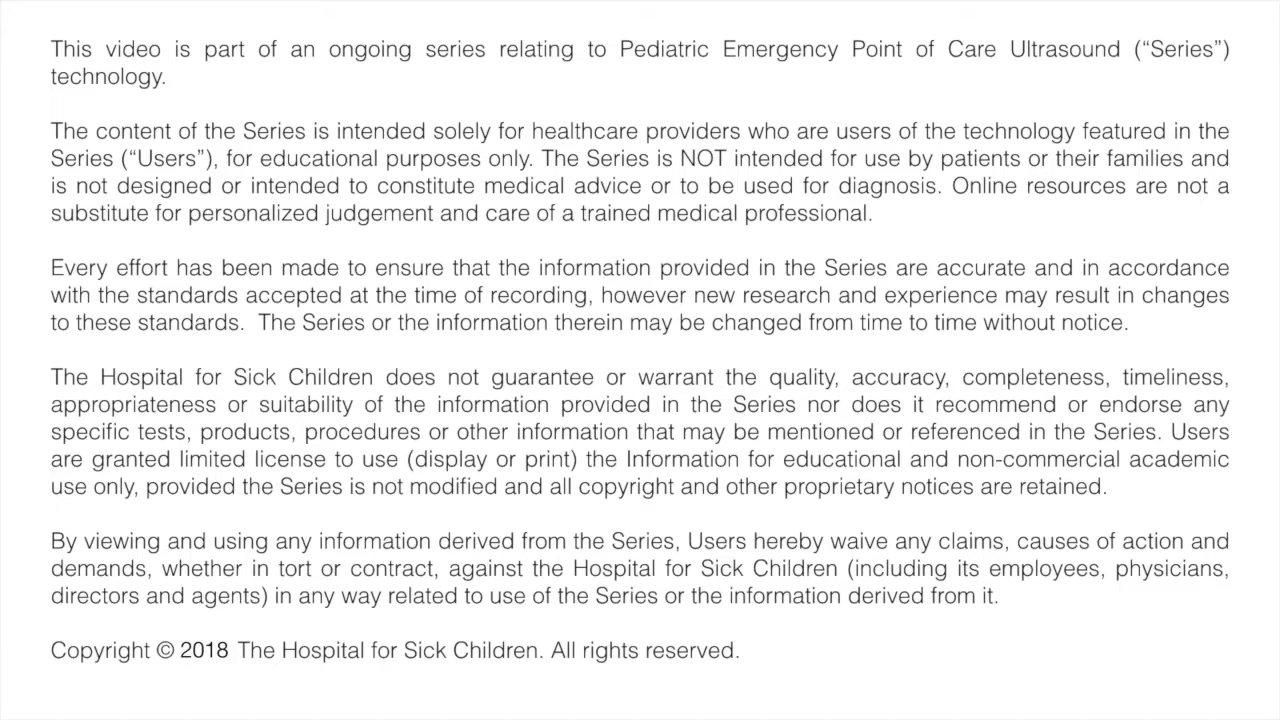 This video is part of an ongoing series relating to Pediatric Emergency Point of Care Ultrasound (“Series”)
technology.
The content of the Series is intended solely for healthcare providers who are users of the technology featured in the
Series (“Users”), for educational purposes only. The Series is NOT intended for use by patients or their families and
is not designed or intended to constitute medical advice or to be used for diagnosis. Online resources are not a
substitute for personalized judgement and care of a trained medical professional.
Every effort has been made to ensure that the information provided in the Series are accurate and in accordance
with the standards accepted at the time of recording, however new research and experience may result in changes
to these standards.  The Series or the information therein may be changed from time to time without notice.
The Hospital for Sick Children does not guarantee or warrant the quality, accuracy, completeness, timeliness,
appropriateness or suitability of the information provided in the Series nor does it recommend or endorse any
specific tests, products, procedures or other information that may be mentioned or referenced in the Series. Users
are granted limited license to use (display or print) the Information for educational and non-commercial academic
use only, provided the Series is not modified and all copyright and other proprietary notices are retained.
By viewing and using any information derived from the Series, Users hereby waive any claims, causes of action and
demands, whether in tort or contract, against the Hospital for Sick Children (including its employees, physicians,
directors and agents) in any way related to use of the Series or the information derived from it.
Copyright © 2018 The Hospital for Sick Children. All rights reserved.